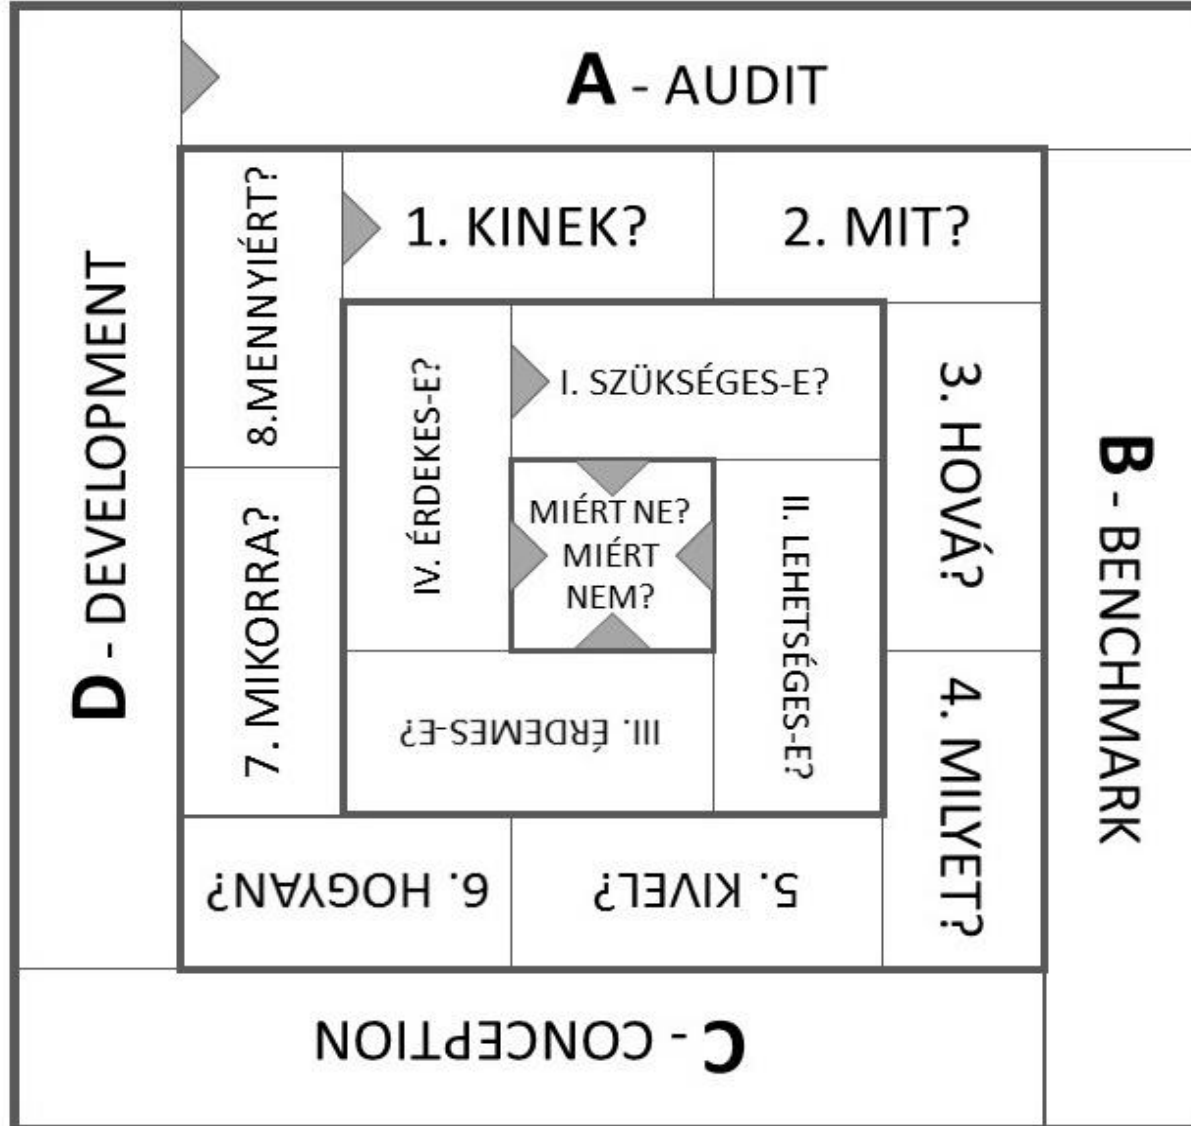 A - AUDIT
B - BENCHMARK
C - CONCEPTION
D - DEVELOPMENT
1. KINEK?
2. MIT?
3. HOVÁ?
4. MILYET?
5. KIVEL?
6. HOGYAN?
7. MIKORRA?
8.MENNYIÉRT?
I. SZÜKSÉGES-E?
II. LEHETSÉGES-E?
III. ÉRDEMES-E?
IV. ÉRDEKES-E?
MIÉRT NE?
MIÉRT
NEM?